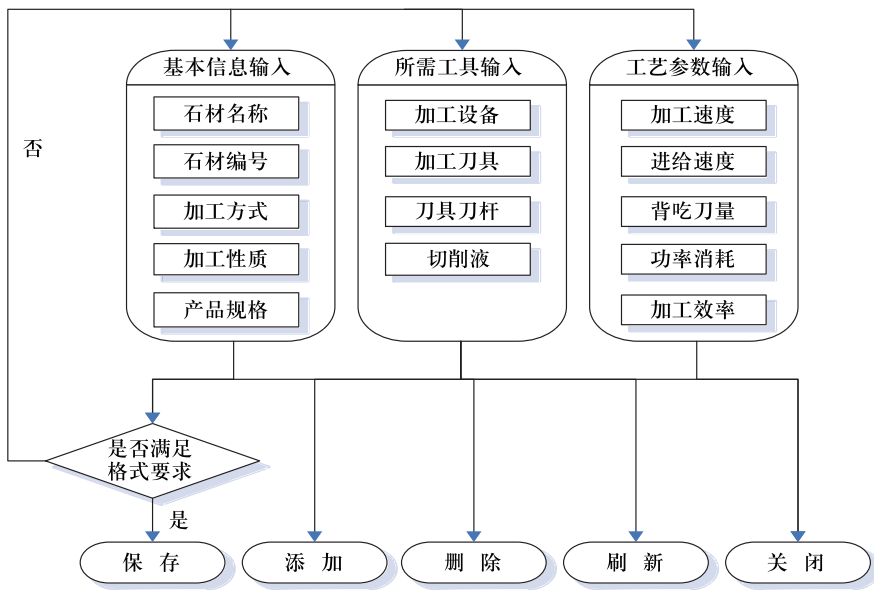 基本信息输入
石材名称
石材编号
加工方式
加工性质
产品规格
所需工具输入
加工设备
加工刀具
刀具刀杆
切削液
工艺参数输入
加工速度
进给速度
背吃刀量
功率消耗
加工效率
否
是否满足
格式要求
是
保 存
添 加
删 除
刷 新
关 闭